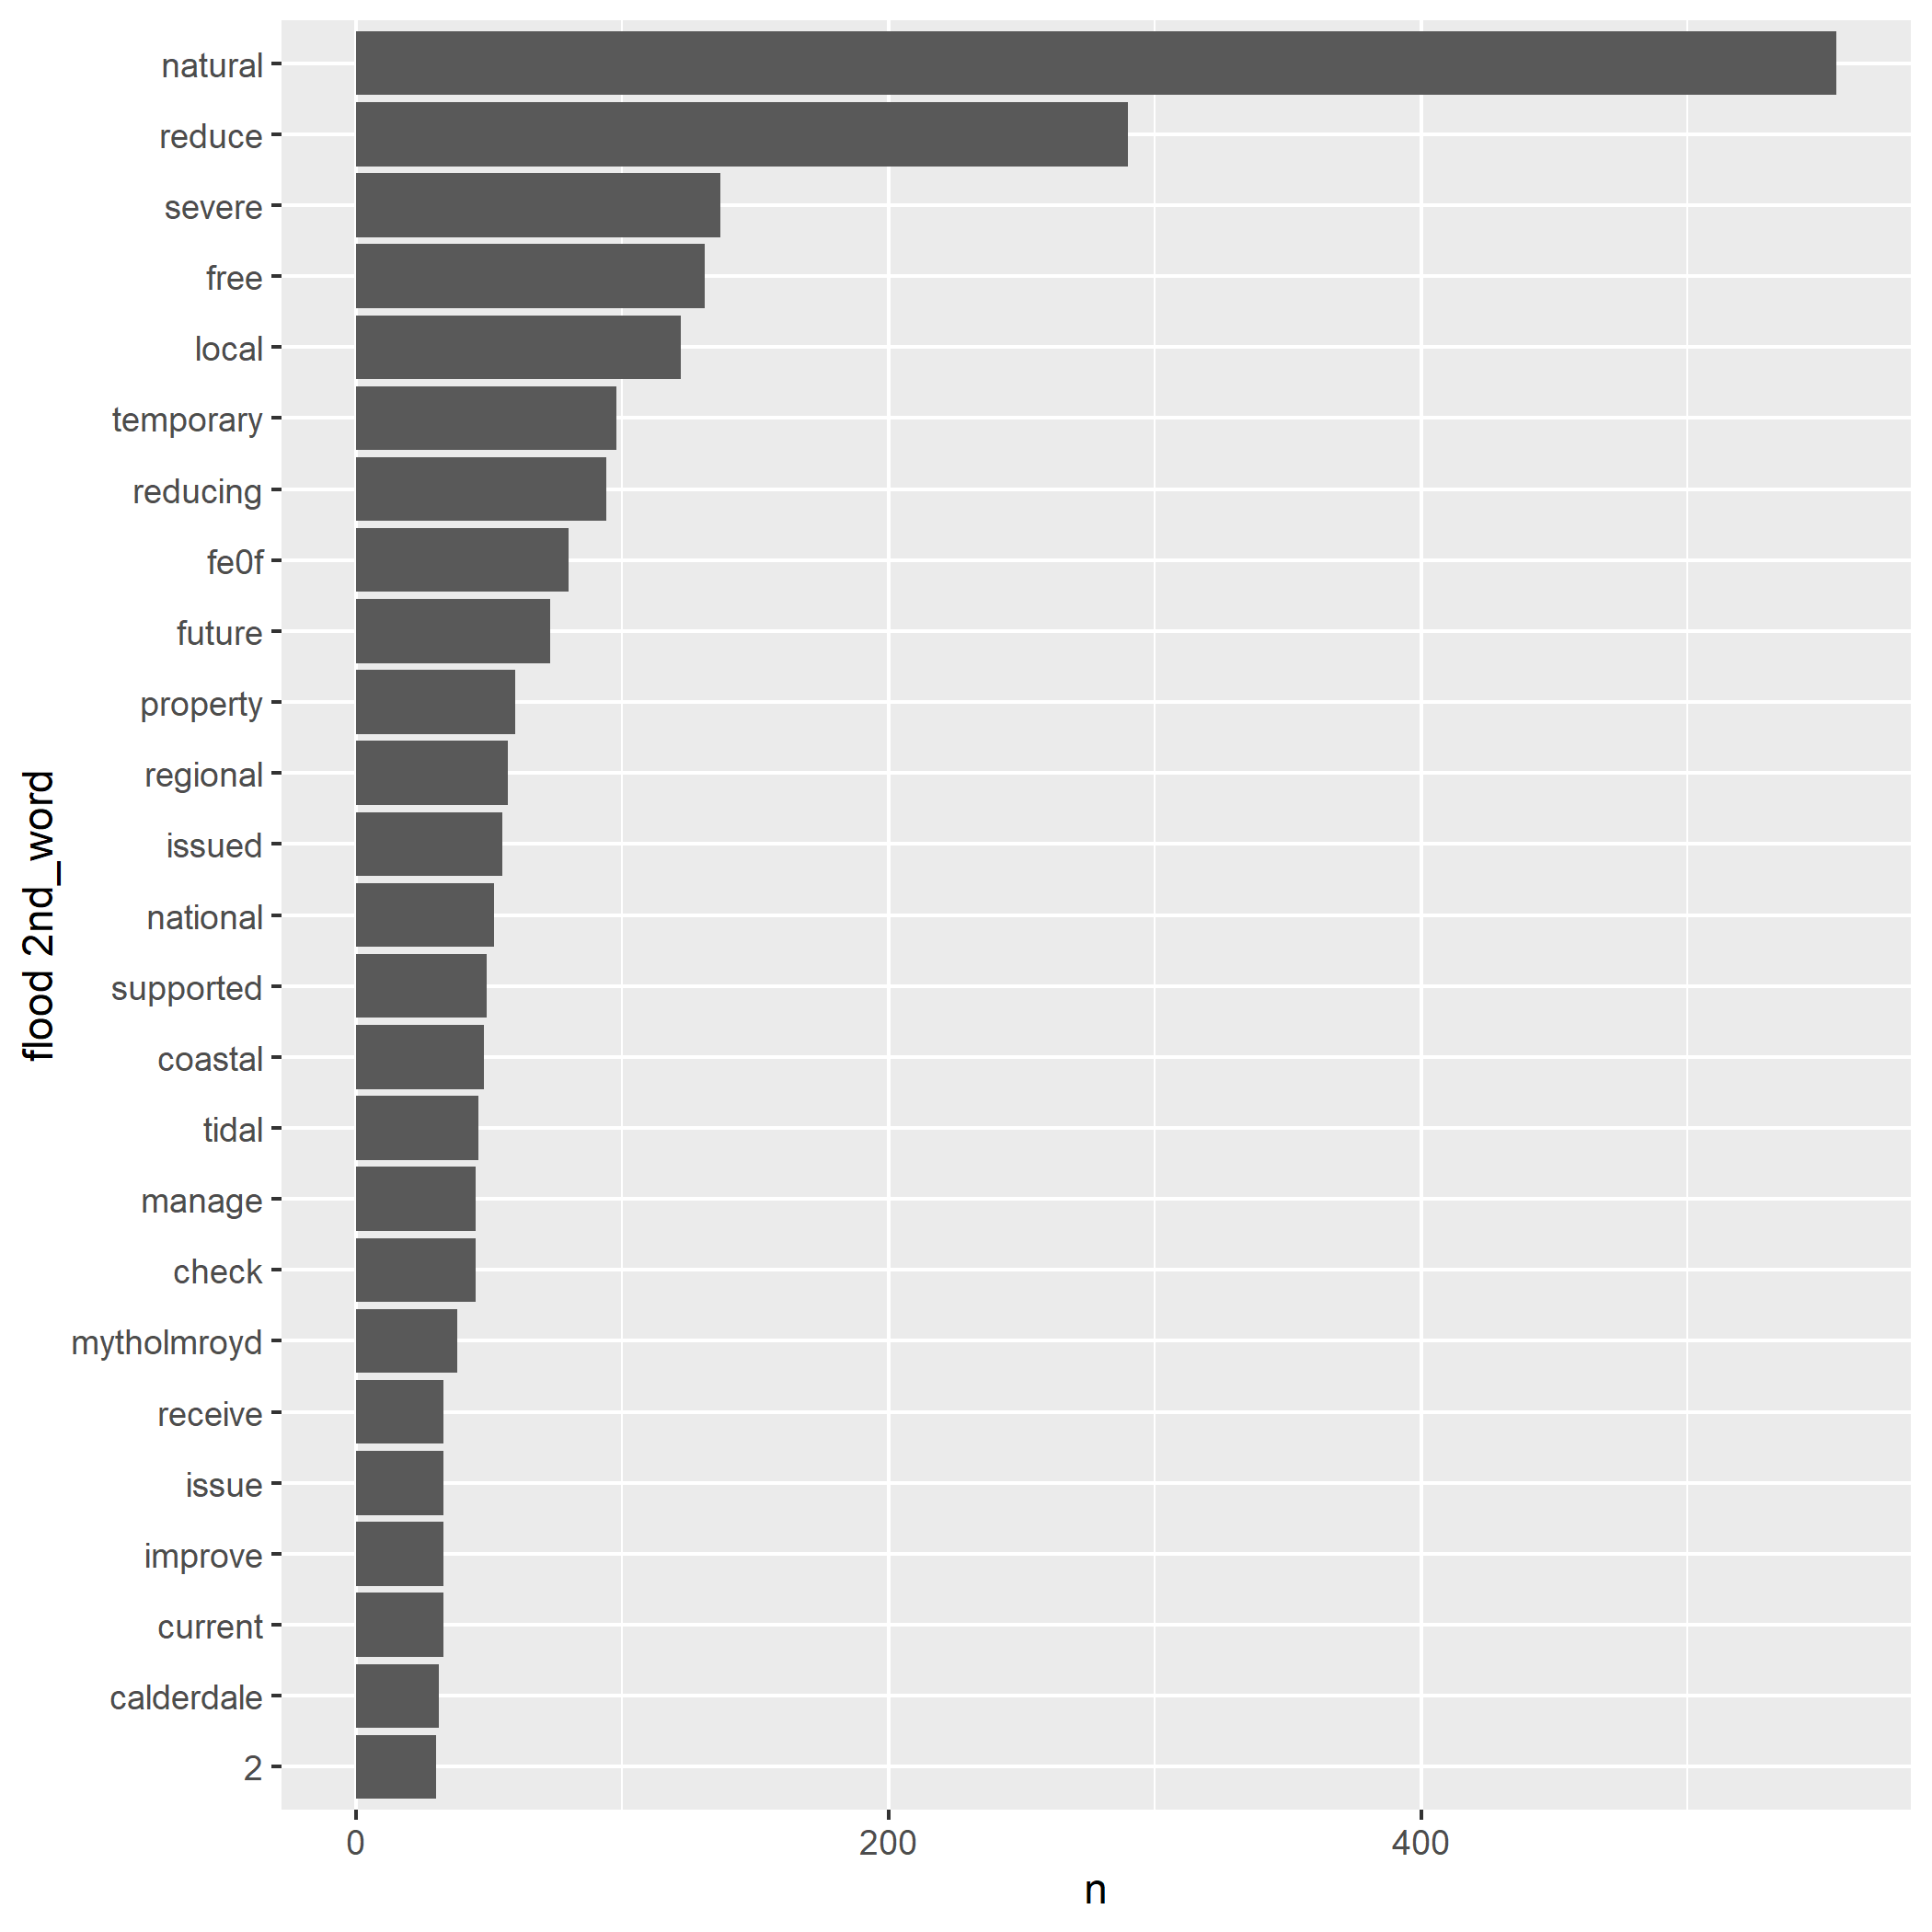 flood 2nd_word
natural
reduce
severe
free
local
temporary
reducing
fe0f
future
property
regional
issued
national
supported
coastal
tidal
manage
check
mytholmroyd
receive
issue
improve
current
calderdale
2
0 200 400
n